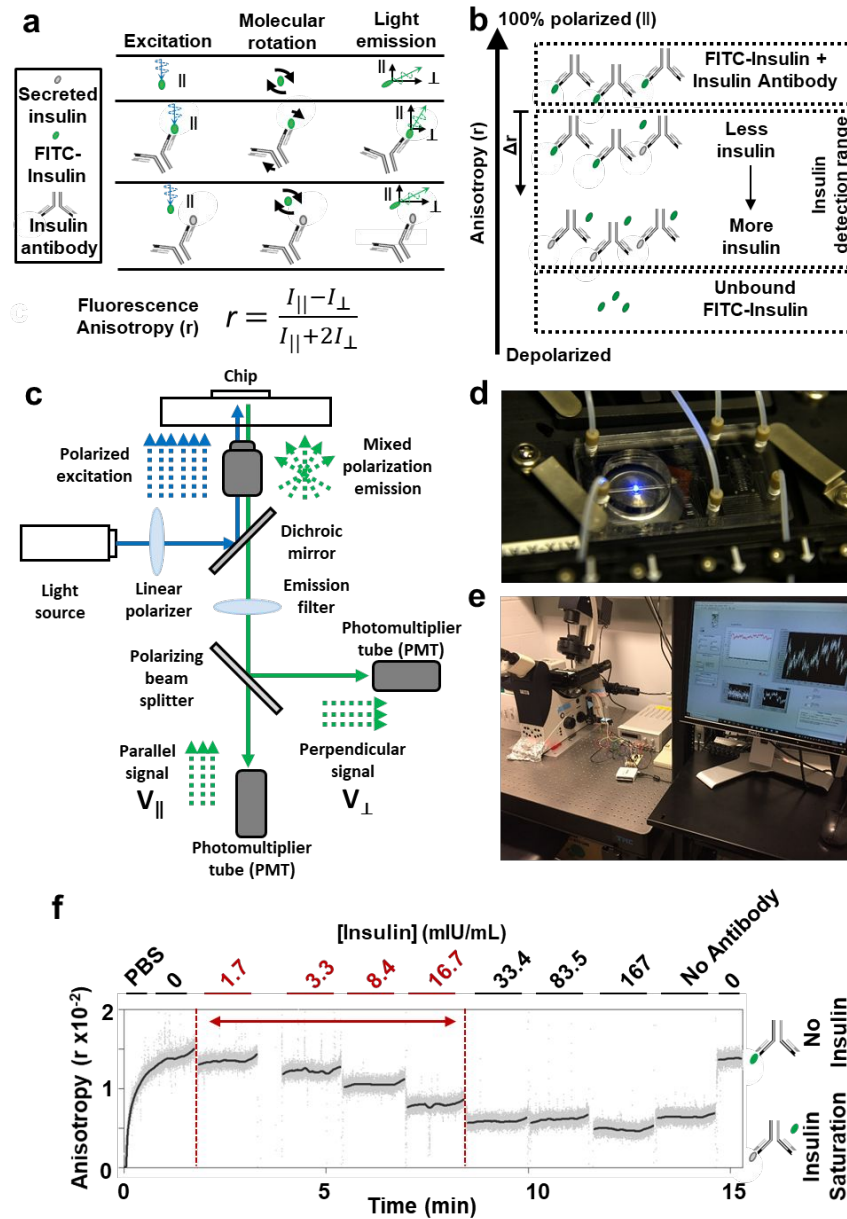 a
Excitation
Molecular
rotation
Light
emission
||
||
⊥
Secreted
insulin
FITC-
Insulin
Insulin
antibody
||
||
⊥
||
||
⊥
Fluorescence
Anisotropy (r)
r = (I|| − I⊥) / (I|| + 2I⊥)
b
100% polarized (||)
FITC-Insulin +
Insulin Antibody
Anisotropy (r)
Δr
Less
insulin
More
insulin
Insulin
detection range
Unbound
FITC-Insulin
Depolarized
c
Chip
Polarized
excitation
Mixed
polarization
emission
Dichroic
mirror
Light
source
Linear
polarizer
Emission
filter
Photomultiplier
tube (PMT)
Polarizing
beam
splitter
Parallel
signal
V||
Perpendicular
signal
V⊥
Photomultiplier
tube (PMT)
d
e
f
[Insulin] (mIU/mL)
PBS
0
1.7
3.3
8.4
16.7
33.4
83.5
167
No Antibody
0
Anisotropy (r x10-2)
2
1
0
0
5
10
15
Time (min)
No
Insulin
Insulin
Saturation